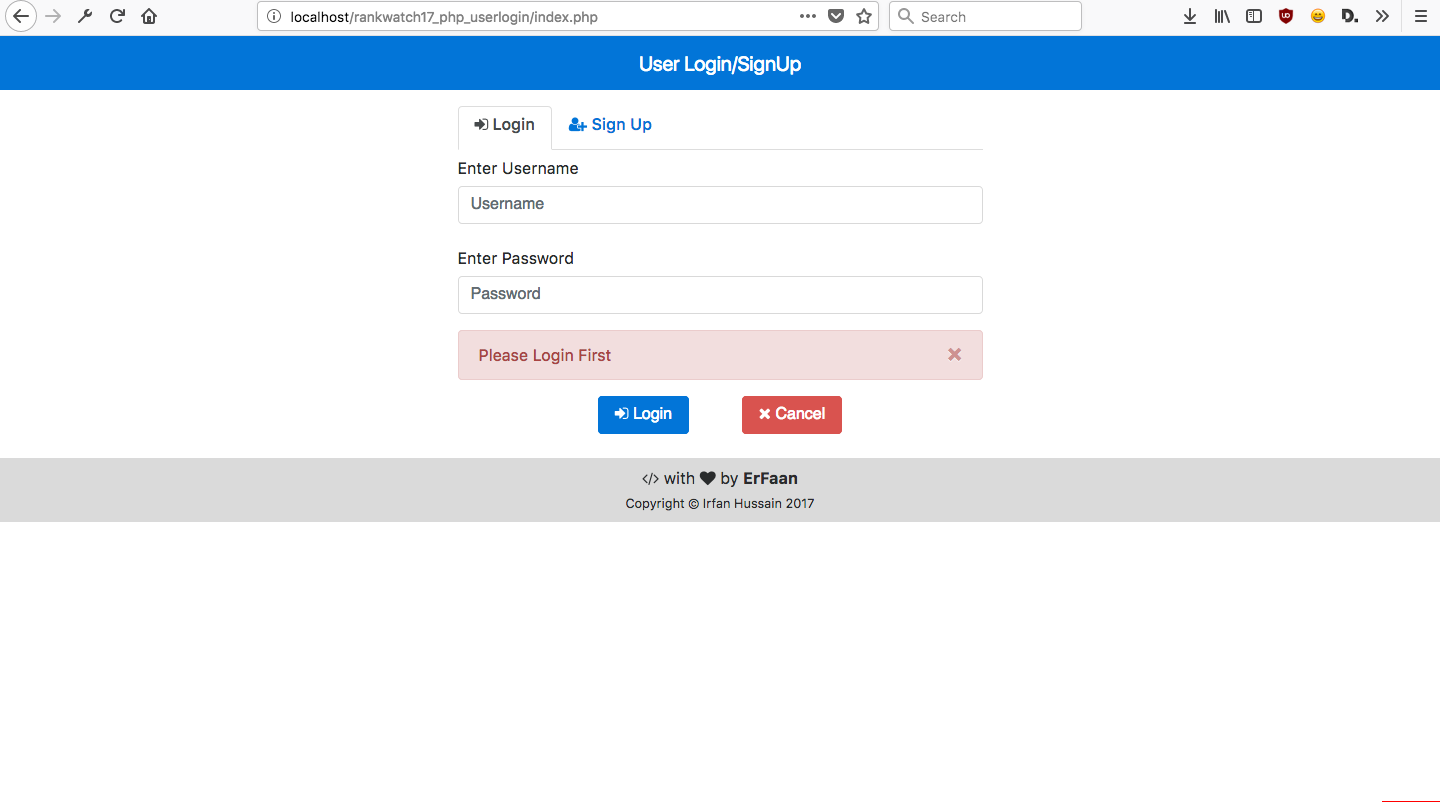 localhost/rankwatch17_php_userlogin/index.php
Search
User Login/SignUp
Login Sign Up
Enter Username
Username
Enter Password
Password
Please Login First
Login Cancel
</> with ♥ by ErFaan
Copyright © Irfan Hussain 2017